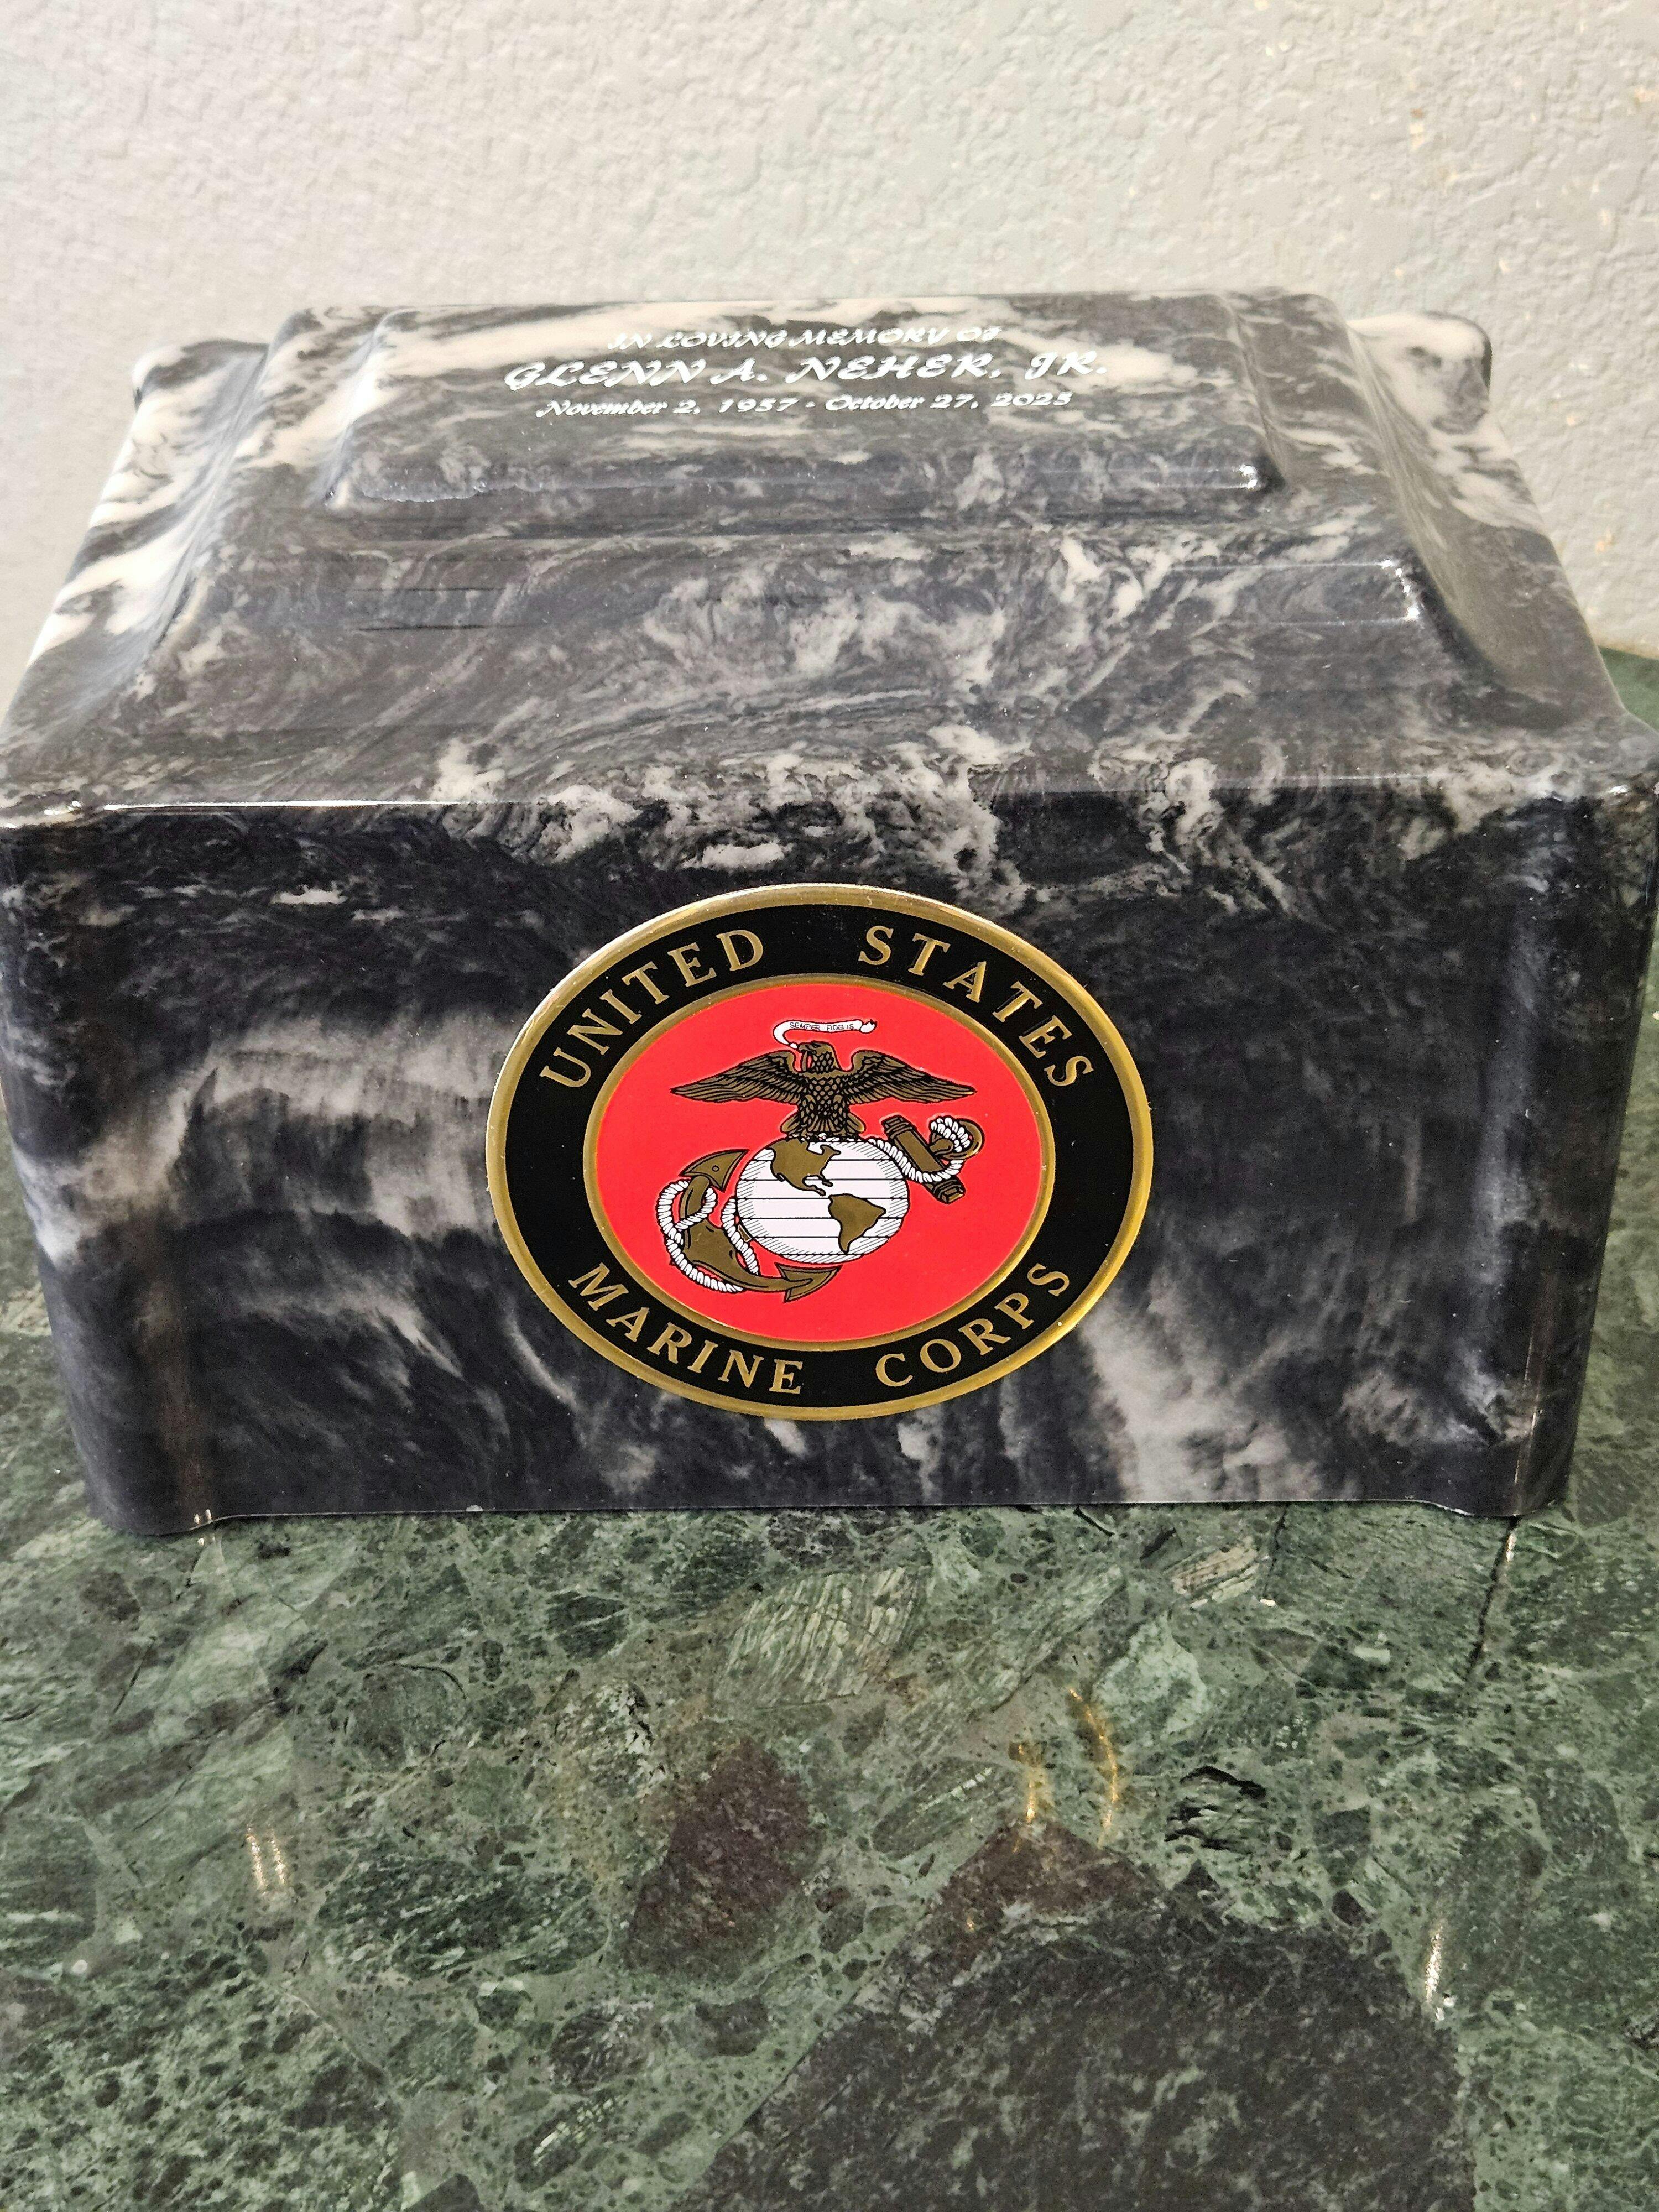 IN LOVING MEMORY OF
GLENN A. NEHER, JR.
November 2, 1957 - October 27, 2025
UNITED STATES
SEMPER FIDELIS
MARINE CORPS